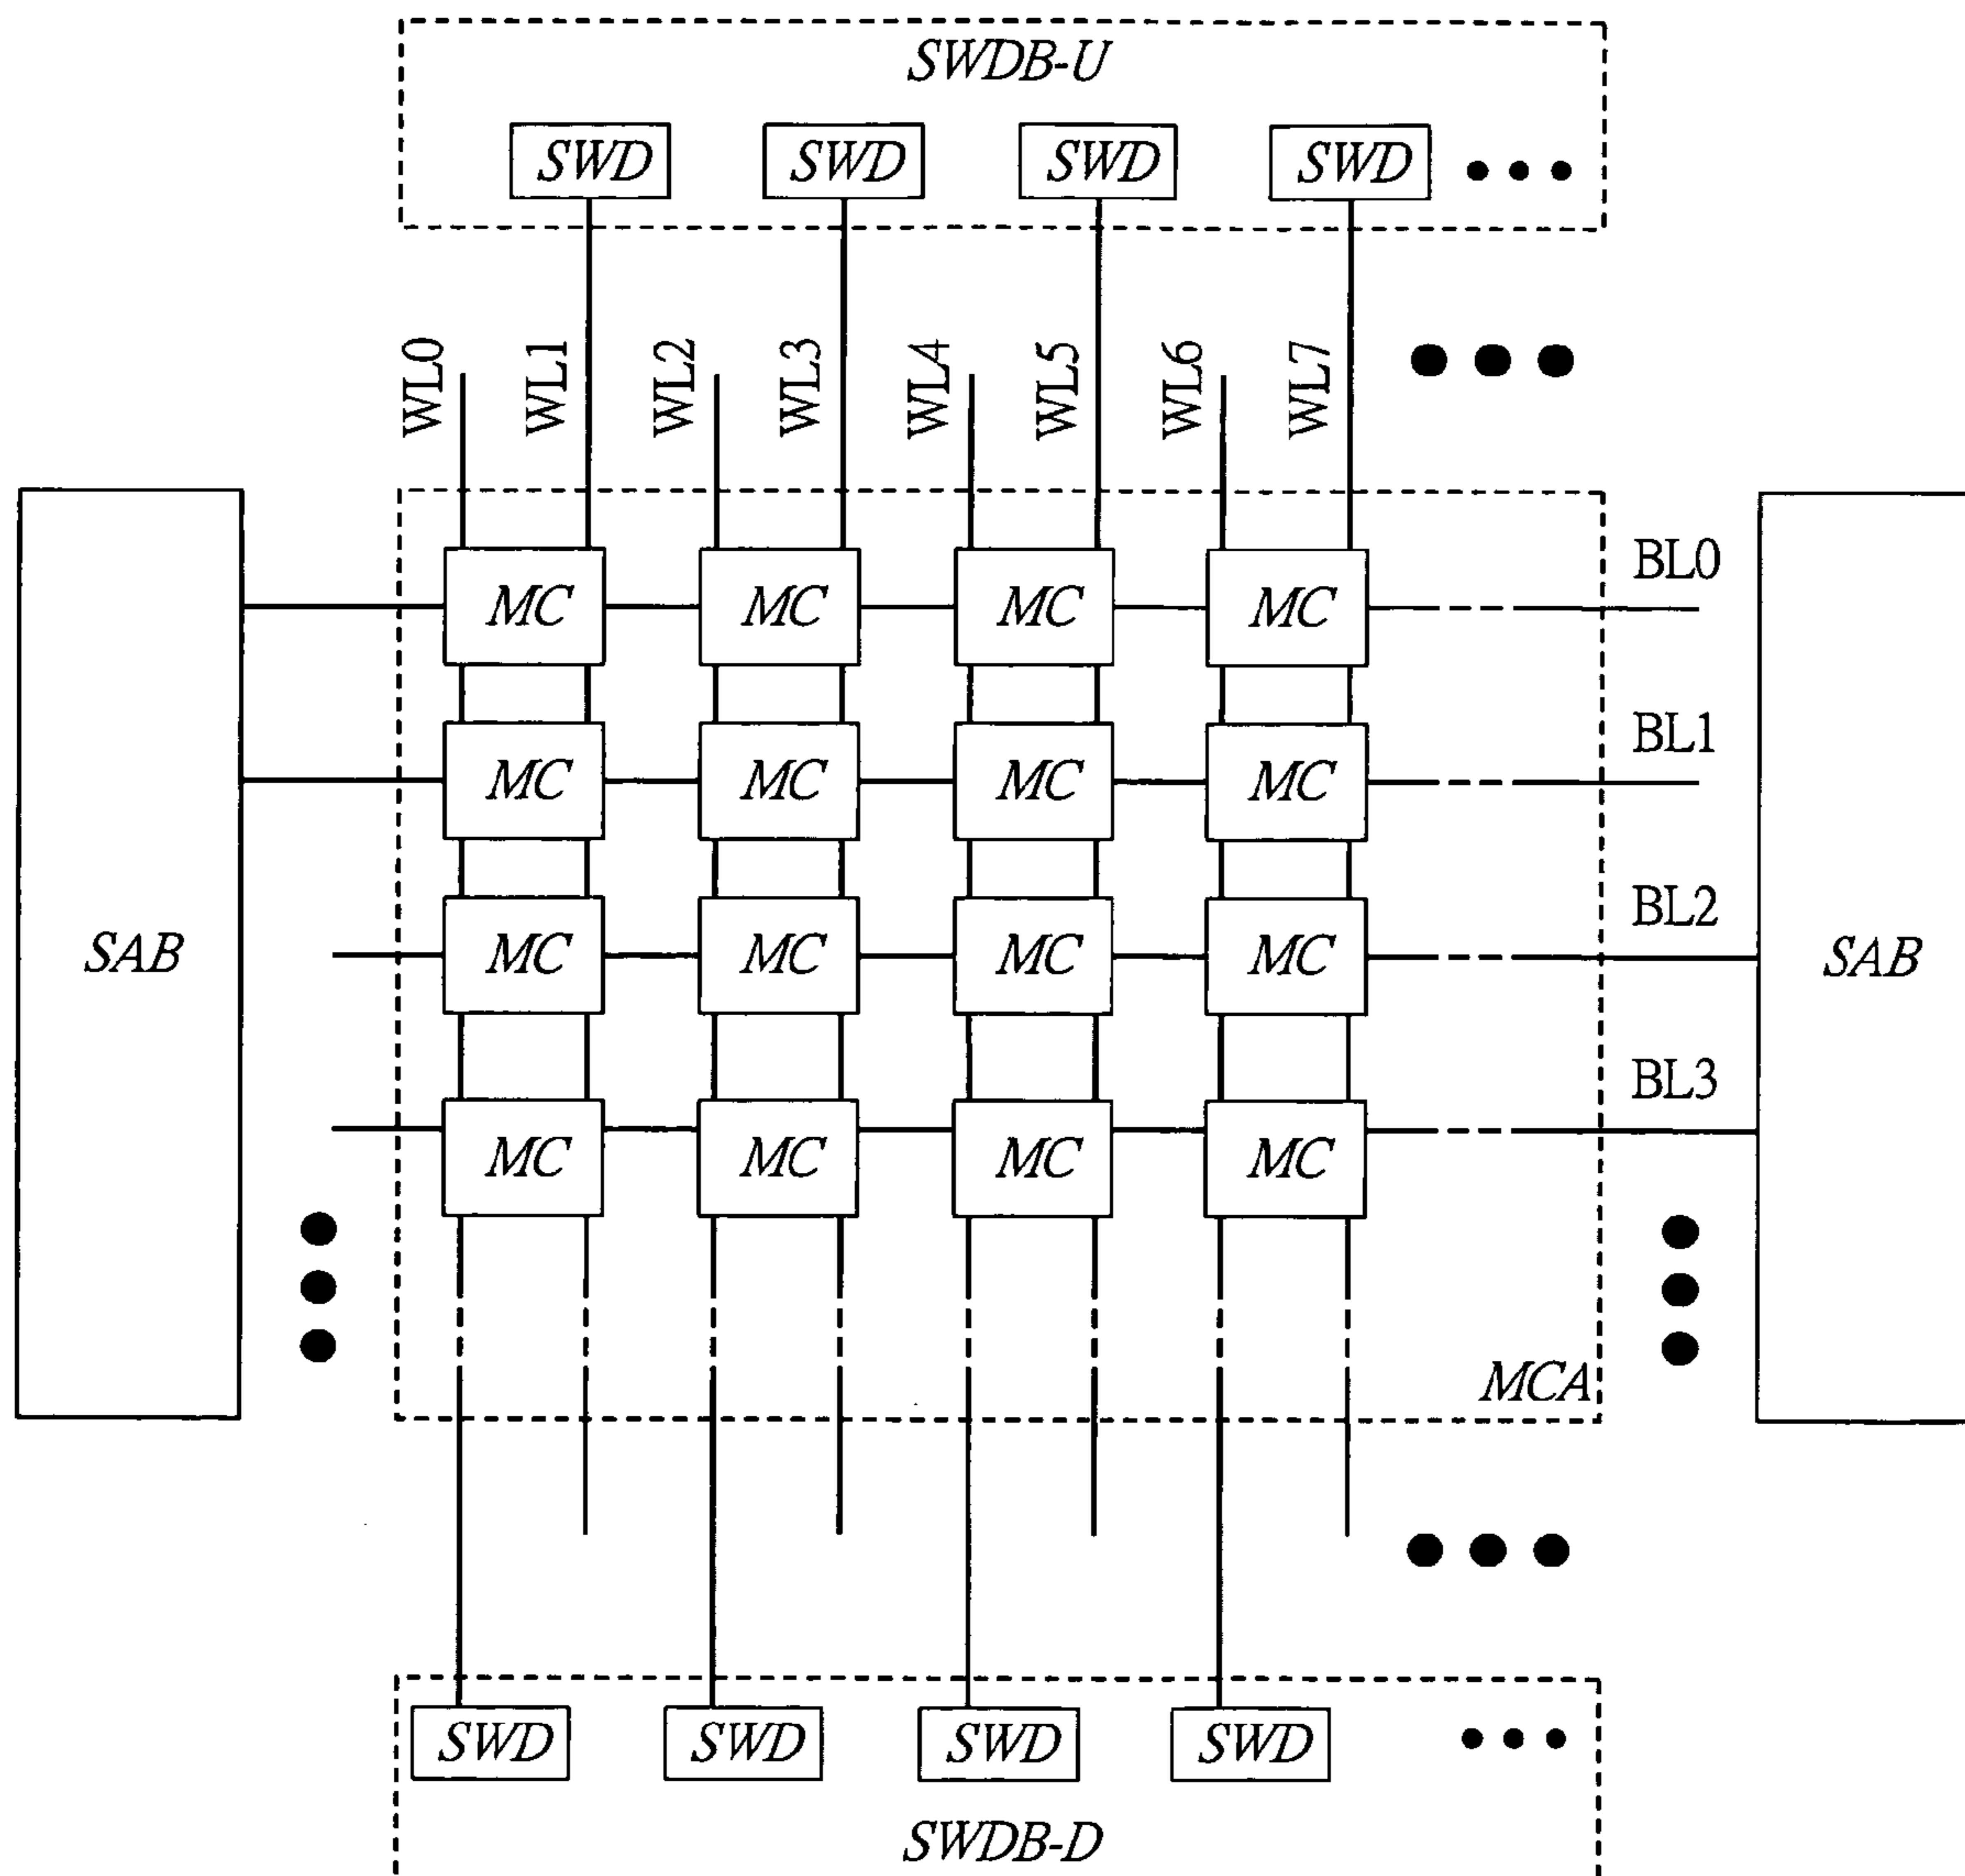 SWDB-U
SWD SWD SWD SWD
WL0 WL1 WL2 WL3 WL4 WL5 WL6 WL7
BL0
MC MC MC MC
BL1
MC MC MC MC
BL2
SAB MC MC MC MC SAB
BL3
MC MC MC MC
MCA
SWD SWD SWD SWD
SWDB-D